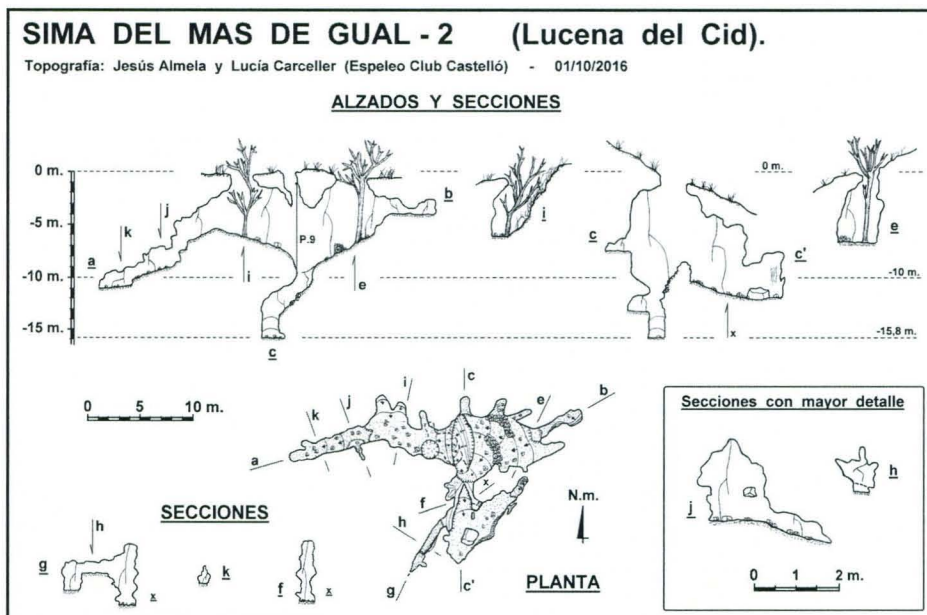 SIMA DEL MAS DE GUAL - 2 (Lucena del Cid).
Topografía: Jesús Almela y Lucía Carceller (Espeleo Club Castelló) - 01/10/2016
ALZADOS Y SECCIONES
0 m.
-5 m.
-10 m.
-15 m.
k
j
a
i
P.9
e
b
c
i
0 m.
c
c'
e
-10 m.
x
-15,8 m.
0 5 10 m.
a
k
j
i
c
e
b
x
f
h
g
c'
N.m.
PLANTA
SECCIONES
h
g
x
k
f
x
Secciones con mayor detalle
j
h
0 1 2 m.